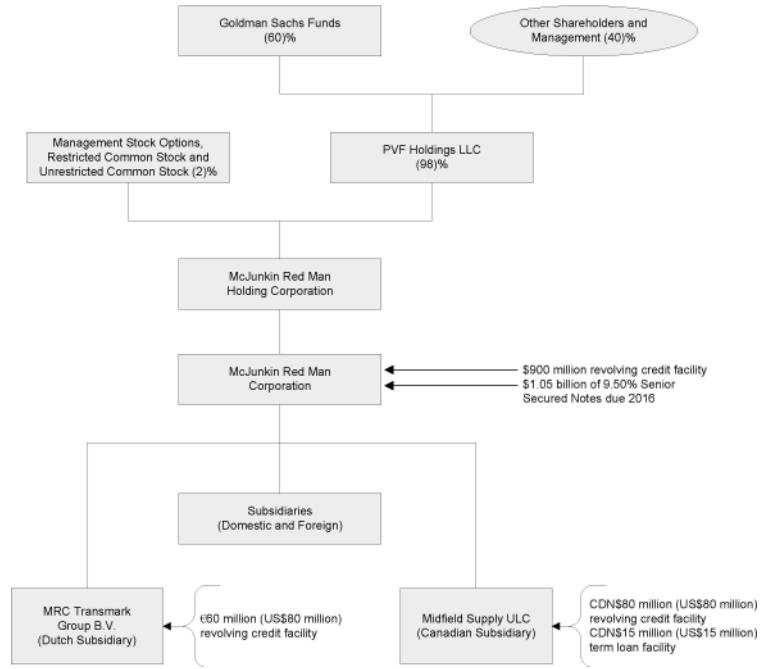 Goldman Sachs Funds
(60)%
Other Shareholders and
Management (40)%
Management Stock Options,
Restricted Common Stock and
Unrestricted Common Stock (2)%
PVF Holdings LLC
(98)%
McJunkin Red Man
Holding Corporation
McJunkin Red Man
Corporation
$900 million revolving credit facility
$1.05 billion of 9.50% Senior
Secured Notes due 2016
Subsidiaries
(Domestic and Foreign)
MRC Transmark
Group B.V.
(Dutch Subsidiary)
€60 million (US$80 million)
revolving credit facility
Midfield Supply ULC
(Canadian Subsidiary)
CDN$80 million (US$80 million)
revolving credit facility
CDN$15 million (US$15 million)
term loan facility